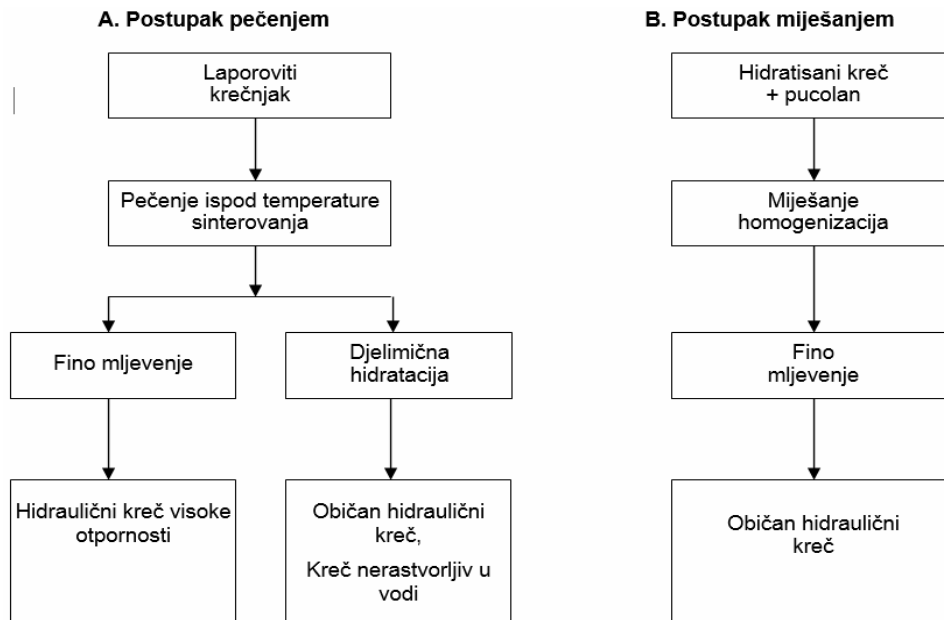 A. Postupak pečenjem
Laporoviti
krečnjak
Pečenje ispod temperature
sinterovanja
Fino mljevenje
Djelimična
hidratacija
Hidraulični kreč visoke
otpornosti
Običan hidraulični
kreč,
Kreč nerastvorljiv u
vodi
B. Postupak miješanjem
Hidratisani kreč
+ pucolan
Miješanje
homogenizacija
Fino
mljevenje
Običan hidraulični
kreč